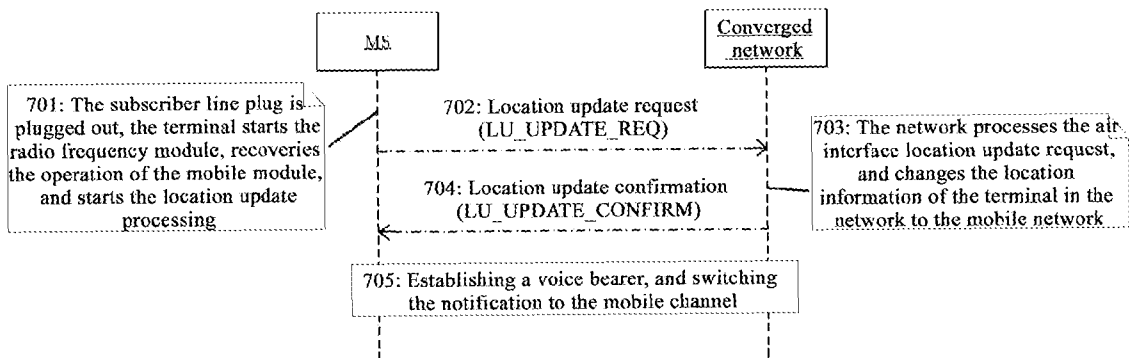 MS
Converged
network
701: The subscriber line plug is
plugged out, the terminal starts the
radio frequency module, recoveries
the operation of the mobile module,
and starts the location update
processing
702: Location update request
(LU_UPDATE_REQ)
703: The network processes the air
interface location update request,
and changes the location
information of the terminal in the
network to the mobile network
704: Location update confirmation
(LU_UPDATE_CONFIRM)
705: Establishing a voice bearer, and switching
the notification to the mobile channel